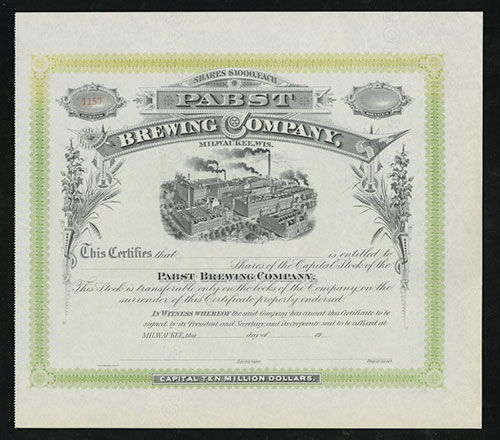 SHARES $1000, EACH
1157
NUMBER
SHARES
PABST
BREWING COMPANY,
MILWAUKEE, WIS.
This Certifies that is entitled to
Shares of the Capital Stock of the
PABST BREWING COMPANY,
This Stock is transferable only on the books of the Company on the
surrender of this Certificate properly endorsed.
IN WITNESS WHEREOF the said Company has caused this Certificate to be
signed by its President and Secretary and its corporate seal to be affixed at
MILWAUKEE, this day of 18
SECRETARY.
PRESIDENT.
CAPITAL TEN MILLION DOLLARS.